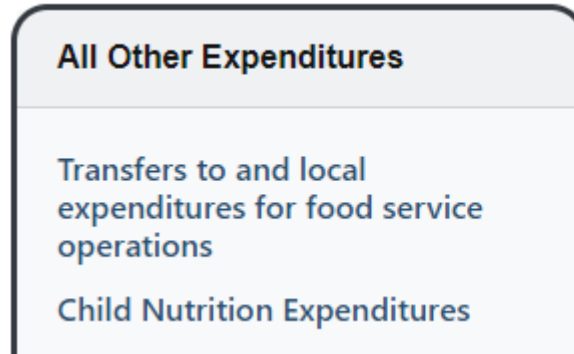 All Other Expenditures
Transfers to and local
expenditures for food service
operations
Child Nutrition Expenditures